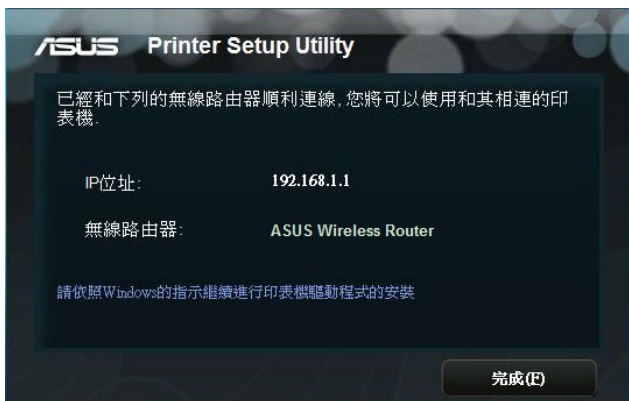 ASUS Printer Setup Utility
已經和下列的無線路由器順利連線,您將可以使用和其相連的印
表機.
IP位址: 192.168.1.1
無線路由器: ASUS Wireless Router
請依照Windows的指示繼續進行印表機驅動程式的安裝
完成(F)